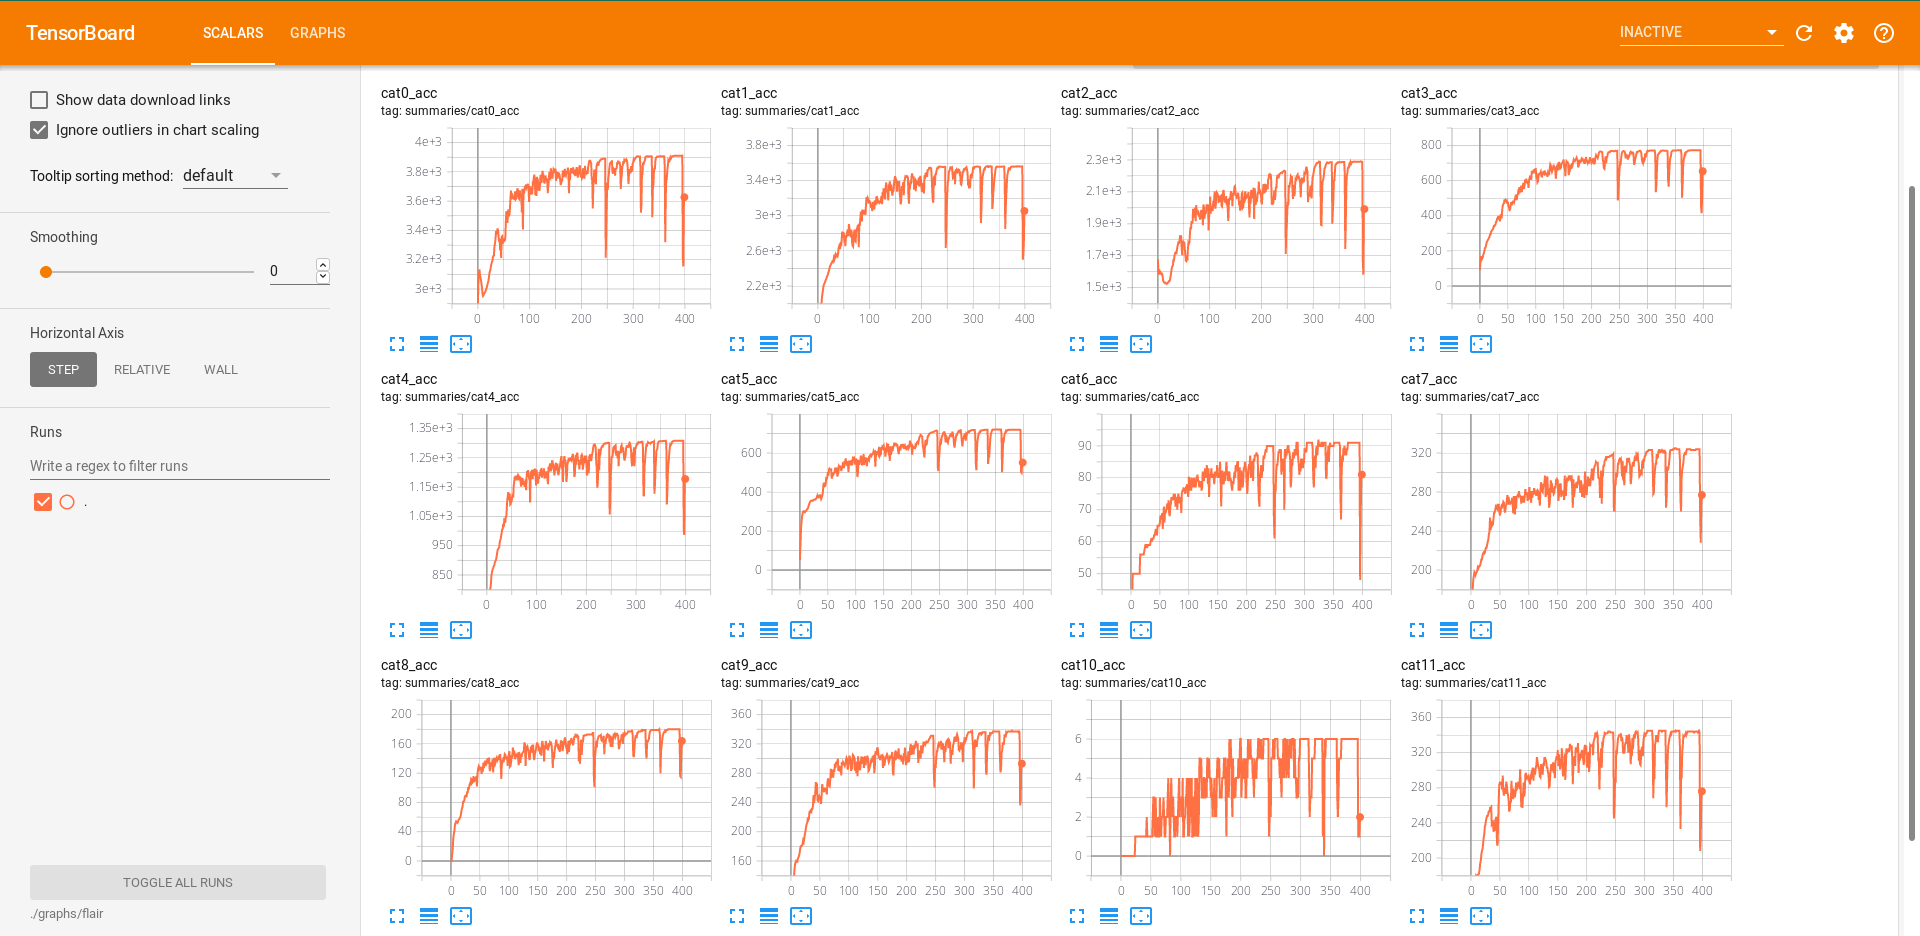 TensorBoard
SCALARS
GRAPHS
INACTIVE
Show data download links
Ignore outliers in chart scaling
Tooltip sorting method: default
Smoothing
0
Horizontal Axis
STEP RELATIVE WALL
Runs
Write a regex to filter runs
.
TOGGLE ALL RUNS
./graphs/flair
cat0_acc
tag: summaries/cat0_acc
4e+3
3.8e+3
3.6e+3
3.4e+3
3.2e+3
3e+3
0 100 200 300 400
cat1_acc
tag: summaries/cat1_acc
3.8e+3
3.4e+3
3e+3
2.6e+3
2.2e+3
0 100 200 300 400
cat2_acc
tag: summaries/cat2_acc
2.3e+3
2.1e+3
1.9e+3
1.7e+3
1.5e+3
0 100 200 300 400
cat3_acc
tag: summaries/cat3_acc
800
600
400
200
0
0 50 100 150 200 250 300 350 400
cat4_acc
tag: summaries/cat4_acc
1.35e+3
1.25e+3
1.15e+3
1.05e+3
950
850
0 100 200 300 400
cat5_acc
tag: summaries/cat5_acc
600
400
200
0
0 50 100 150 200 250 300 350 400
cat6_acc
tag: summaries/cat6_acc
90
80
70
60
50
0 50 100 150 200 250 300 350 400
cat7_acc
tag: summaries/cat7_acc
320
280
240
200
0 50 100 150 200 250 300 350 400
cat8_acc
tag: summaries/cat8_acc
200
160
120
80
40
0
0 50 100 150 200 250 300 350 400
cat9_acc
tag: summaries/cat9_acc
360
320
280
240
200
160
0 50 100 150 200 250 300 350 400
cat10_acc
tag: summaries/cat10_acc
6
4
2
0
0 50 100 150 200 250 300 350 400
cat11_acc
tag: summaries/cat11_acc
360
320
280
240
200
0 50 100 150 200 250 300 350 400